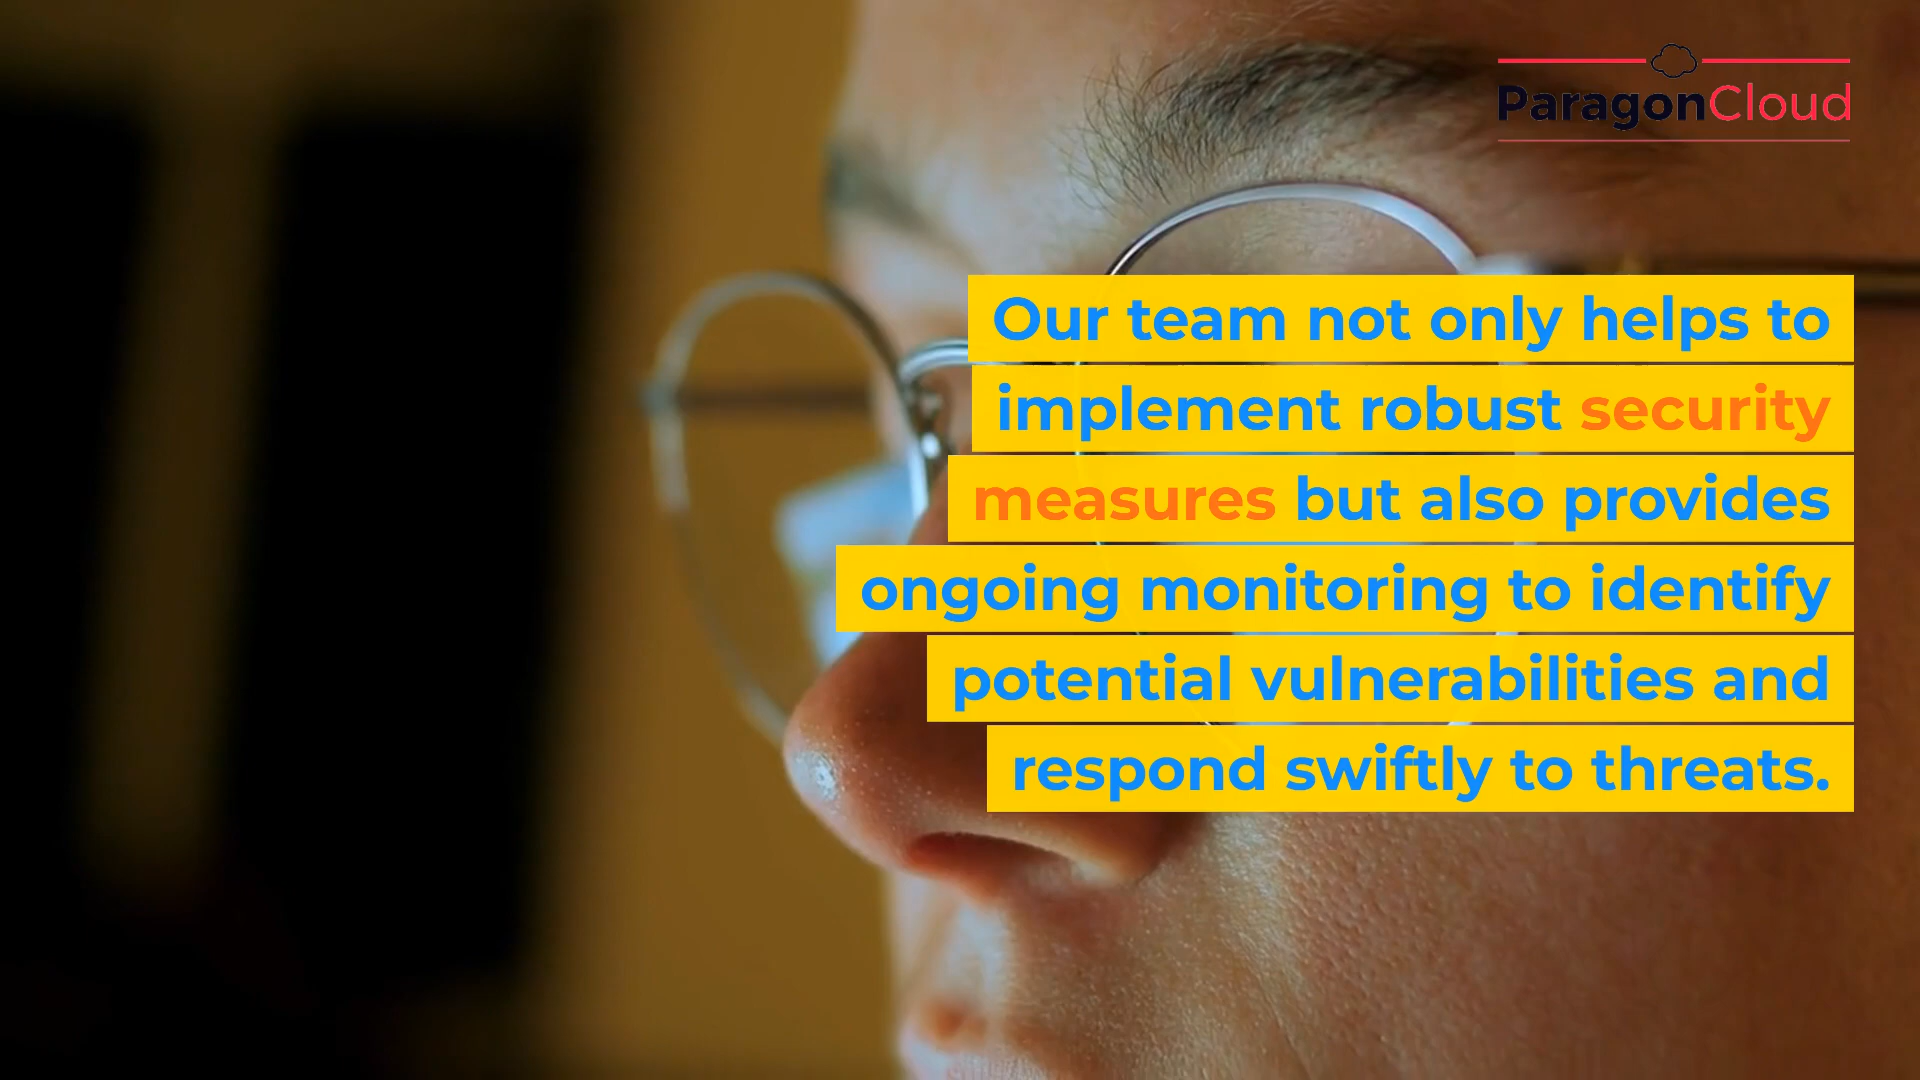 ParagonCloud
Our team not only helps to
implement robust security
measures but also provides
ongoing monitoring to identify
potential vulnerabilities and
respond swiftly to threats.